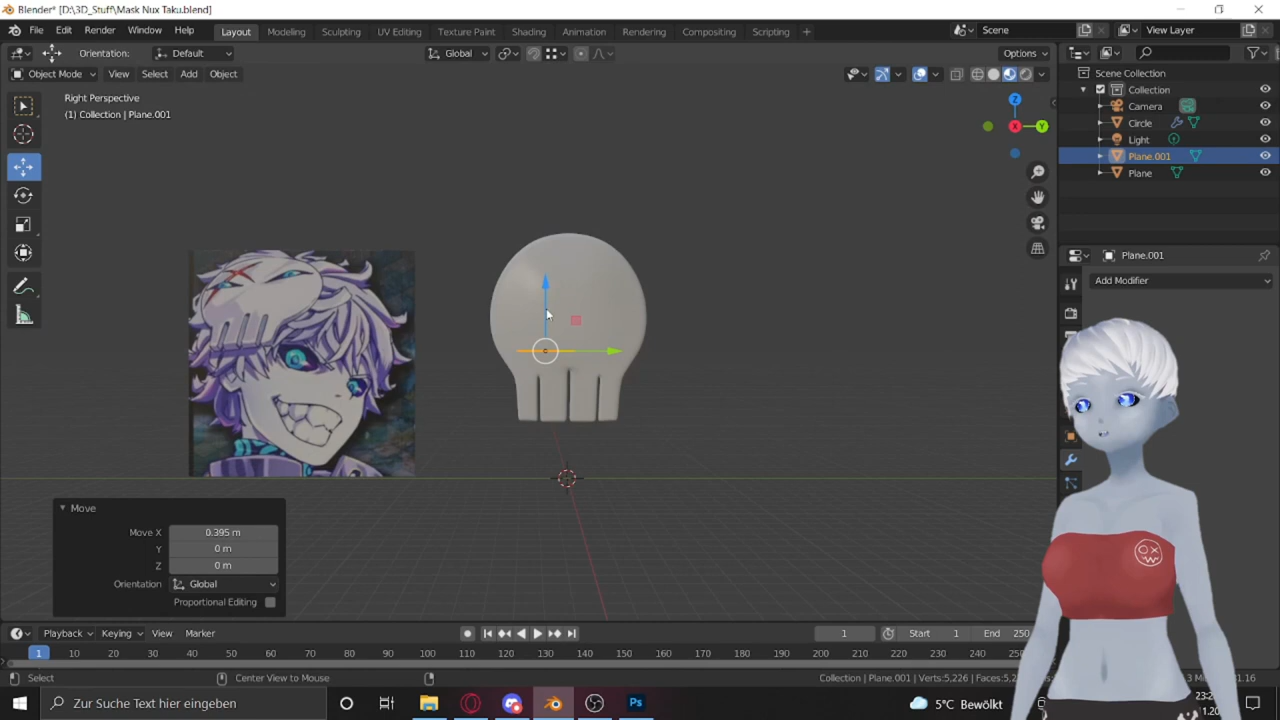 Blender* [D:\3D_Stuff\Mask Nux Taku.blend]
File Edit Render Window Help Layout Modeling Sculpting UV Editing Texture Paint Shading Animation Rendering Compositing Scripting + Scene View Layer
Orientation: Default Global Options
Object Mode View Select Add Object
Right Perspective
(1) Collection | Plane.001
Z
X
Y
Scene Collection
Collection
Camera
Circle
Light
Plane.001
Plane
Plane.001
Add Modifier
Move
Move X 0.395 m
Y 0 m
Z 0 m
Orientation Global
Proportional Editing
Playback Keying View Marker 1 Start 1 End 250
1 10 20 30 40 50 60 70 80 90 100 110 120 130 140 150 160 170 180 190 200 210 220 230 240
Select Center View to Mouse Collection | Plane.001 | Verts:5,226
Zur Suche Text hier eingeben Ps 5°C Bewölkt